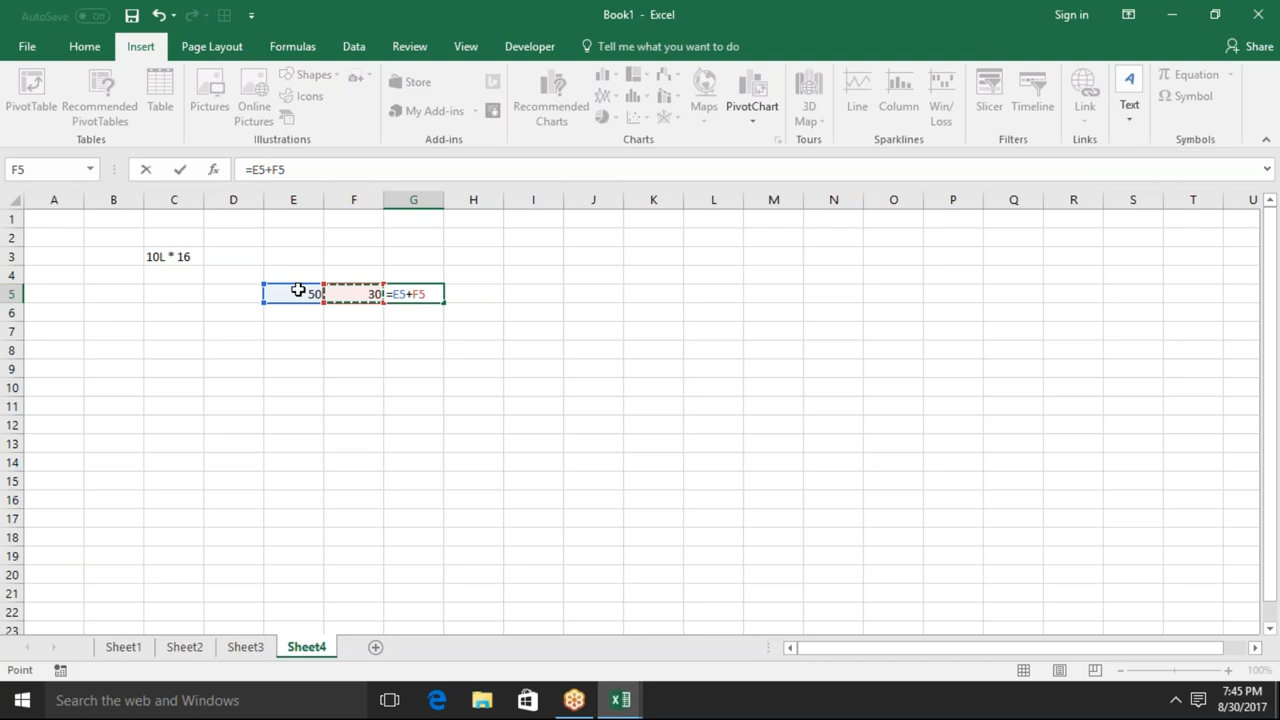 AutoSave Off
Book1 - Excel
Sign in
File Home Insert Page Layout Formulas Data Review View Developer Tell me what you want to do Share
PivotTable
Recommended PivotTables
Table
Tables
Pictures
Online Pictures
Shapes
Icons
Illustrations
Store
My Add-ins
Add-ins
Recommended Charts
Maps
PivotChart
Charts
3D Map
Tours
Line
Column
Win/Loss
Sparklines
Slicer
Timeline
Filters
Link
Links
Text
Equation
Symbol
Symbols
F5 fx =E5+F5
A B C D E F G H I J K L M N O P Q R S T U
1
2
3 10L * 16
4
5 50 30 =E5+F5
6
7
8
9
10
11
12
13
14
15
16
17
18
19
20
21
22
23
Sheet1 Sheet2 Sheet3 Sheet4
Point 100%
Search the web and Windows
7:45 PM
8/30/2017